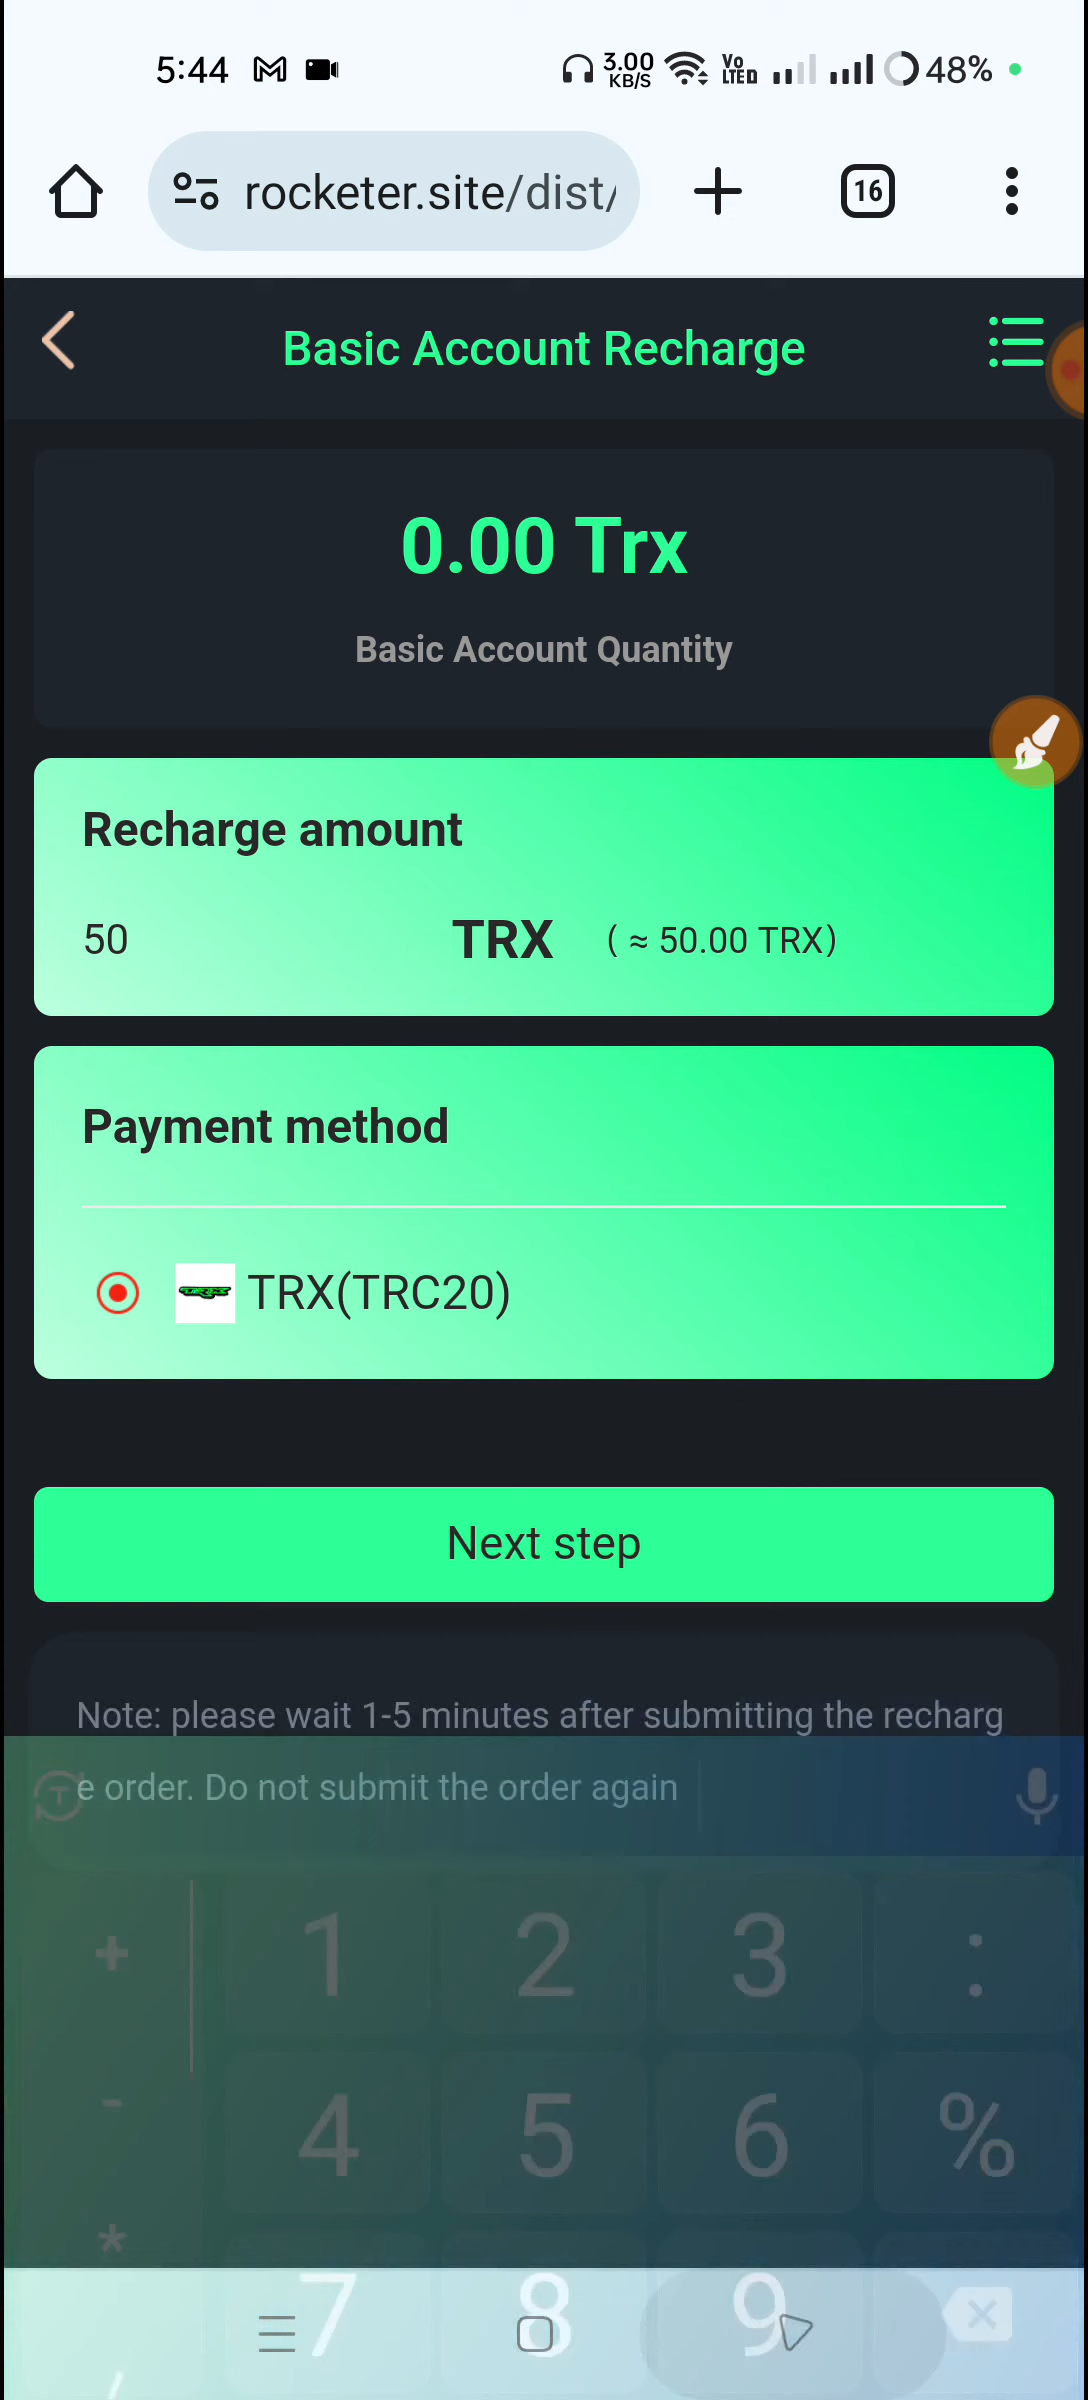 5:44
3.00 KB/S
Vo LTED
48%
rocketer.site/dist/
16
Basic Account Recharge
0.00 Trx
Basic Account Quantity
Recharge amount
50 TRX ( ≈ 50.00 TRX)
Payment method
TRX(TRC20)
Next step
Note: please wait 1-5 minutes after submitting the recharg
e order. Do not submit the order again
+ 1 2 3 :
- 4 5 6 %
* 7 8 9
/